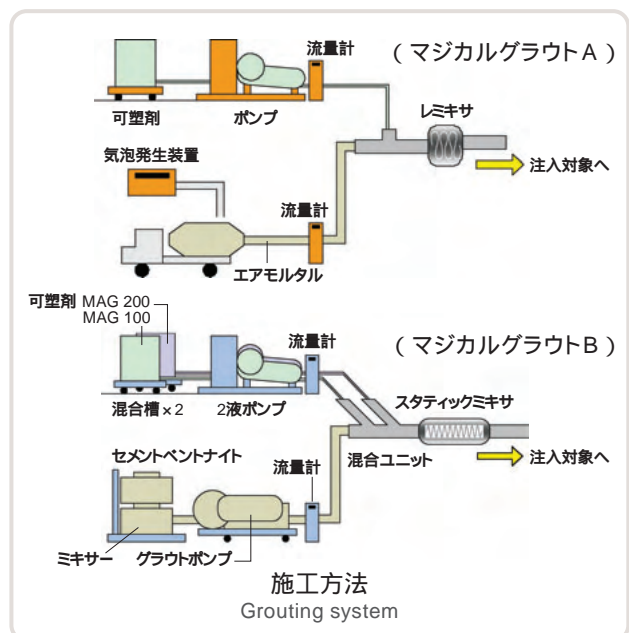 流量計
(マジカルグラウトA)
可塑剤
ポンプ
レミキサ
注入対象へ
気泡発生装置
流量計
エアモルタル
可塑剤 MAG 200
MAG 100
流量計
(マジカルグラウトB)
混合槽×2
2液ポンプ
スタティックミキサ
混合ユニット
注入対象へ
セメントベントナイト
流量計
ミキサー
グラウトポンプ
施工方法
Grouting system